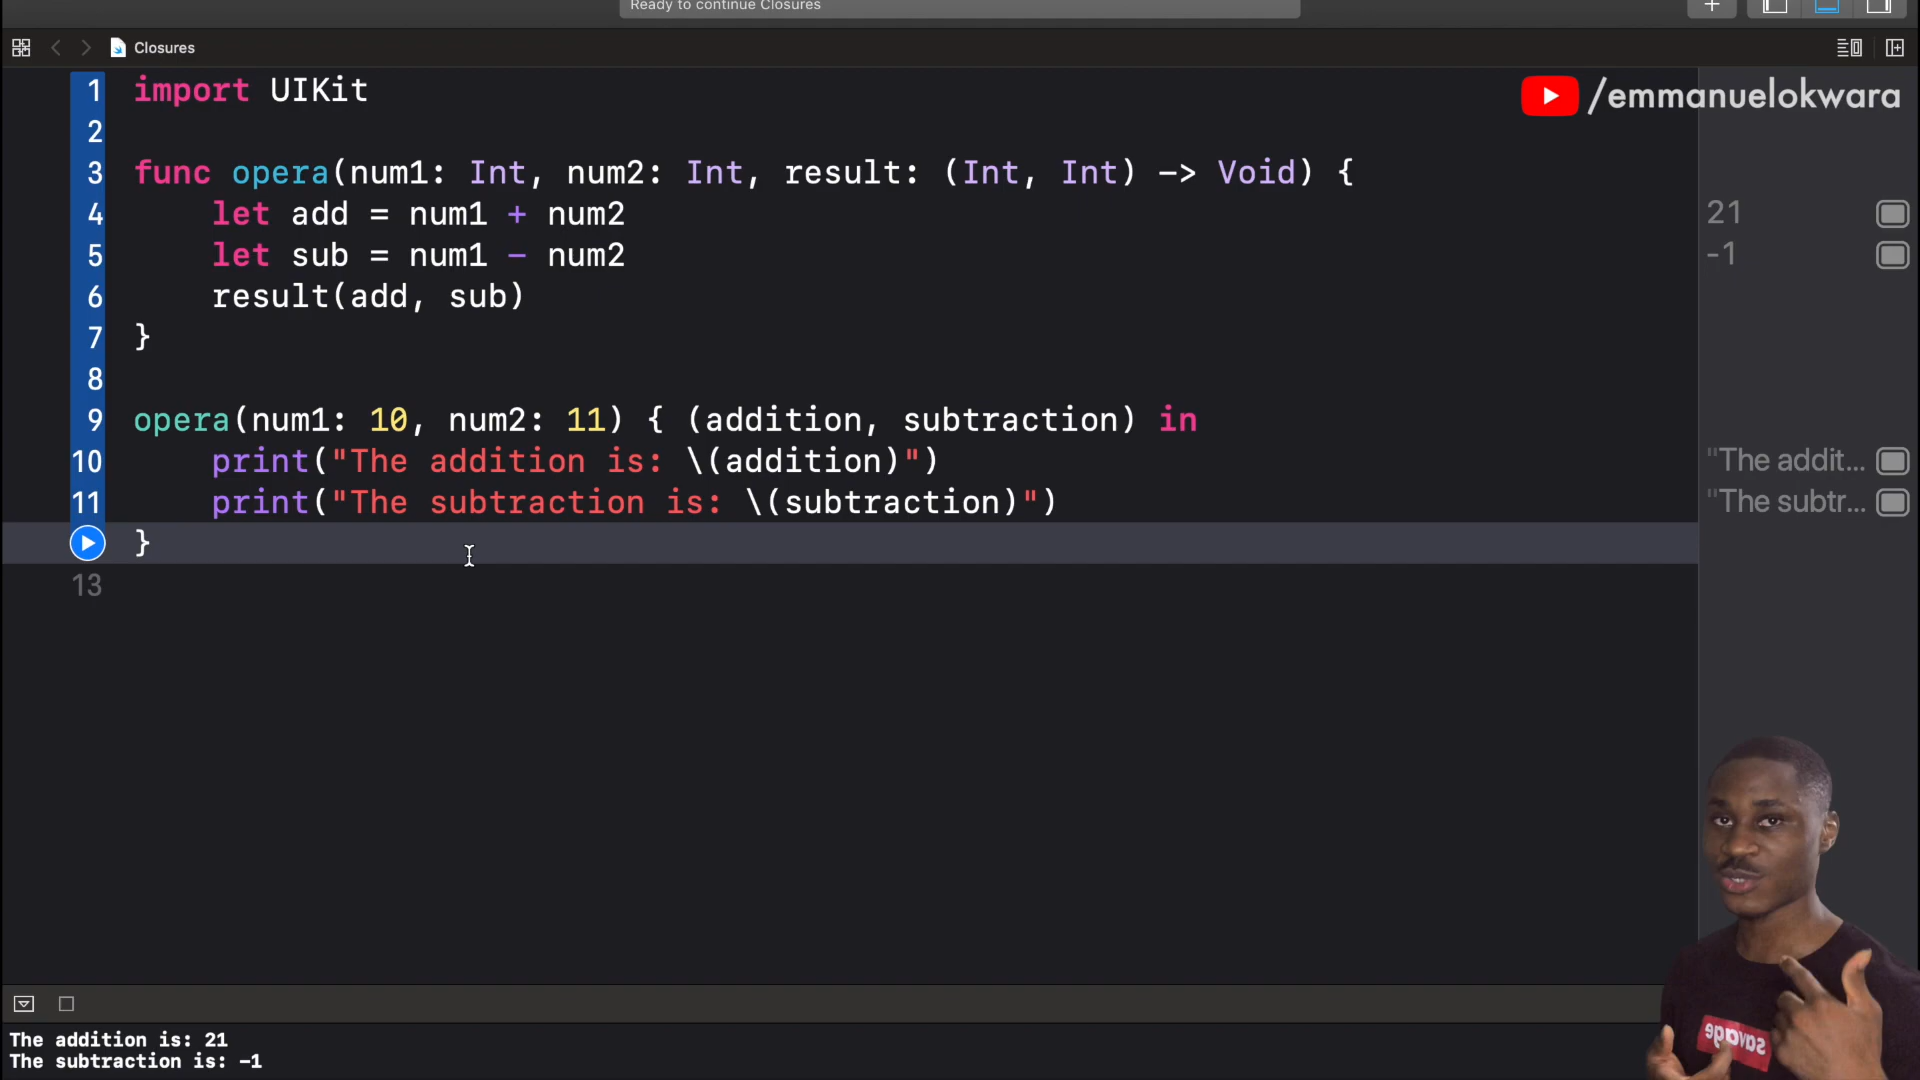 Ready to continue Closures
Closures
/emmanuelokwara
1 import UIKit
2
3 func opera(num1: Int, num2: Int, result: (Int, Int) -> Void) {
4 let add = num1 + num2
21
5 let sub = num1 - num2
-1
6 result(add, sub)
7 }
8
9 opera(num1: 10, num2: 11) { (addition, subtraction) in
10 print("The addition is: \(addition)")
"The addit...
11 print("The subtraction is: \(subtraction)")
"The subtr...
}
13
The addition is: 21
The subtraction is: -1
savage